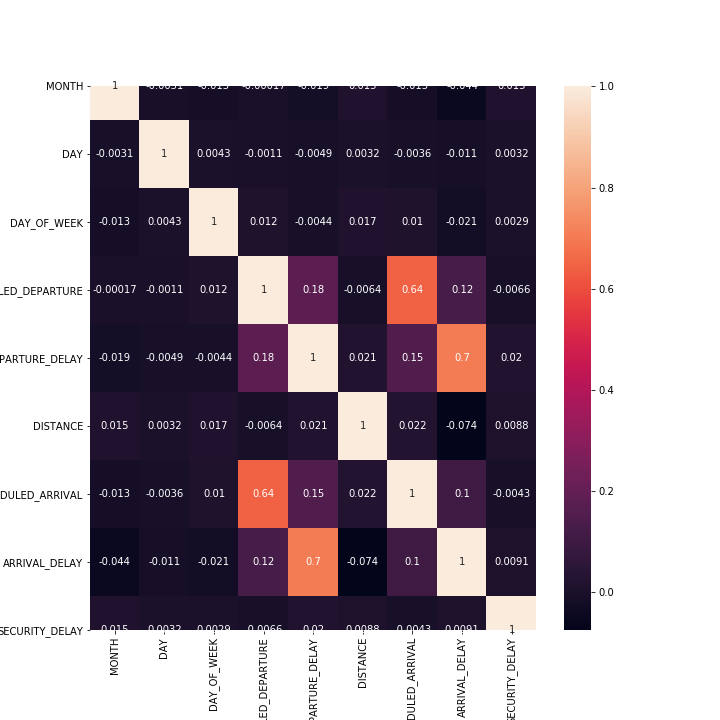 MONTH 1 -0.0031 -0.013 -0.00017 -0.019 0.015 -0.013 -0.044 0.015
DAY -0.0031 1 0.0043 -0.0011 -0.0049 0.0032 -0.0036 -0.011 0.0032
DAY_OF_WEEK -0.013 0.0043 1 0.012 -0.0044 0.017 0.01 -0.021 0.0029
LED_DEPARTURE -0.00017 -0.0011 0.012 1 0.18 -0.0064 0.64 0.12 -0.0066
PARTURE_DELAY -0.019 -0.0049 -0.0044 0.18 1 0.021 0.15 0.7 0.02
DISTANCE 0.015 0.0032 0.017 -0.0064 0.021 1 0.022 -0.074 0.0088
DULED_ARRIVAL -0.013 -0.0036 0.01 0.64 0.15 0.022 1 0.1 -0.0043
ARRIVAL_DELAY -0.044 -0.011 -0.021 0.12 0.7 -0.074 0.1 1 0.0091
SECURITY_DELAY 0.015 0.0032 0.0029 -0.0066 0.02 0.0088 -0.0043 0.0091 1
MONTH
DAY
DAY_OF_WEEK
LED_DEPARTURE
PARTURE_DELAY
DISTANCE
DULED_ARRIVAL
ARRIVAL_DELAY
SECURITY_DELAY
1.0
0.8
0.6
0.4
0.2
0.0